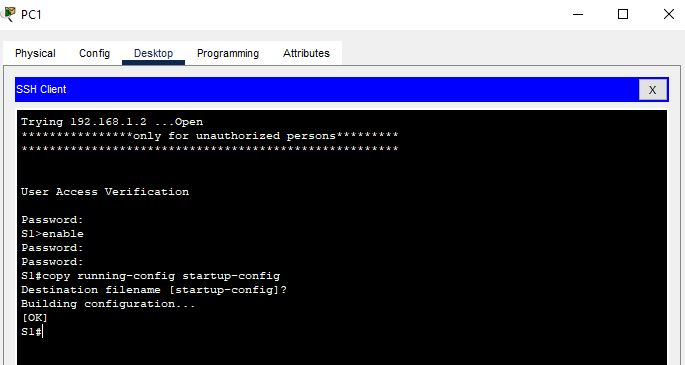 PC1
Physical Config Desktop Programming Attributes
SSH Client X
Trying 192.168.1.2 ...Open
****************only for unauthorized persons*********
******************************************************
User Access Verification
Password:
S1>enable
Password:
Password:
S1#copy running-config startup-config
Destination filename [startup-config]?
Building configuration...
[OK]
S1#